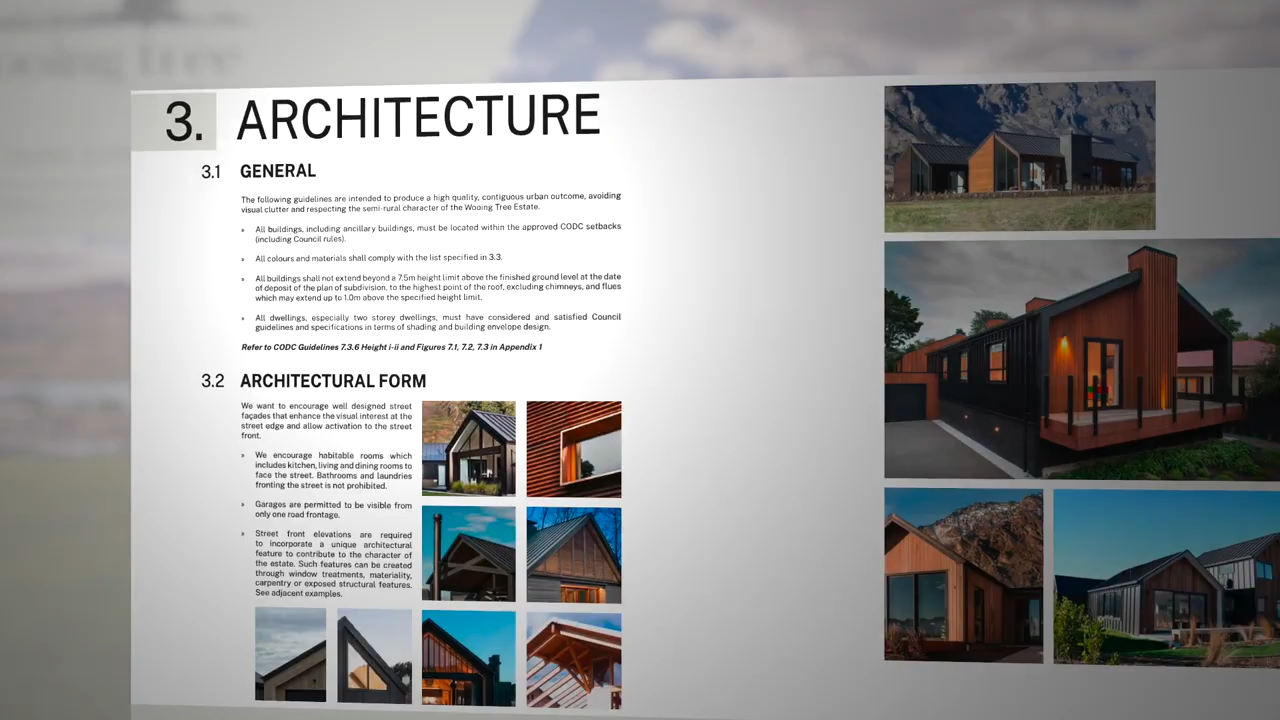 3. ARCHITECTURE
3.1 GENERAL
The following guidelines are intended to produce a high quality, contiguous urban outcome, avoiding
visual clutter and respecting the semi-rural character of the Wooing Tree Estate.
» All buildings, including ancillary buildings, must be located within the approved CODC setbacks
(including Council rules).
» All colours and materials shall comply with the list specified in 3.3.
» All buildings shall not extend beyond a 7.5m height limit above the finished ground level at the date
of deposit of the plan of subdivision, to the highest point of the roof, excluding chimneys, and flues
which may extend up to 1.0m above the specified height limit.
» All dwellings, especially two storey dwellings, must have considered and satisfied Council
guidelines and specifications in terms of shading and building envelope design.
Refer to CODC Guidelines 7.3.6 Height i-ii and Figures 7.1, 7.2, 7.3 in Appendix 1
3.2 ARCHITECTURAL FORM
We want to encourage well designed street
façades that enhance the visual interest at the
street edge and allow activation to the street
front.
» We encourage habitable rooms which
includes kitchen, living and dining rooms to
face the street. Bathrooms and laundries
fronting the street is not prohibited.
» Garages are permitted to be visible from
only one road frontage.
» Street front elevations are required
to incorporate a unique architectural
feature to contribute to the character of
the estate. Such features can be created
through window treatments, materiality,
carpentry or exposed structural features.
See adjacent examples.